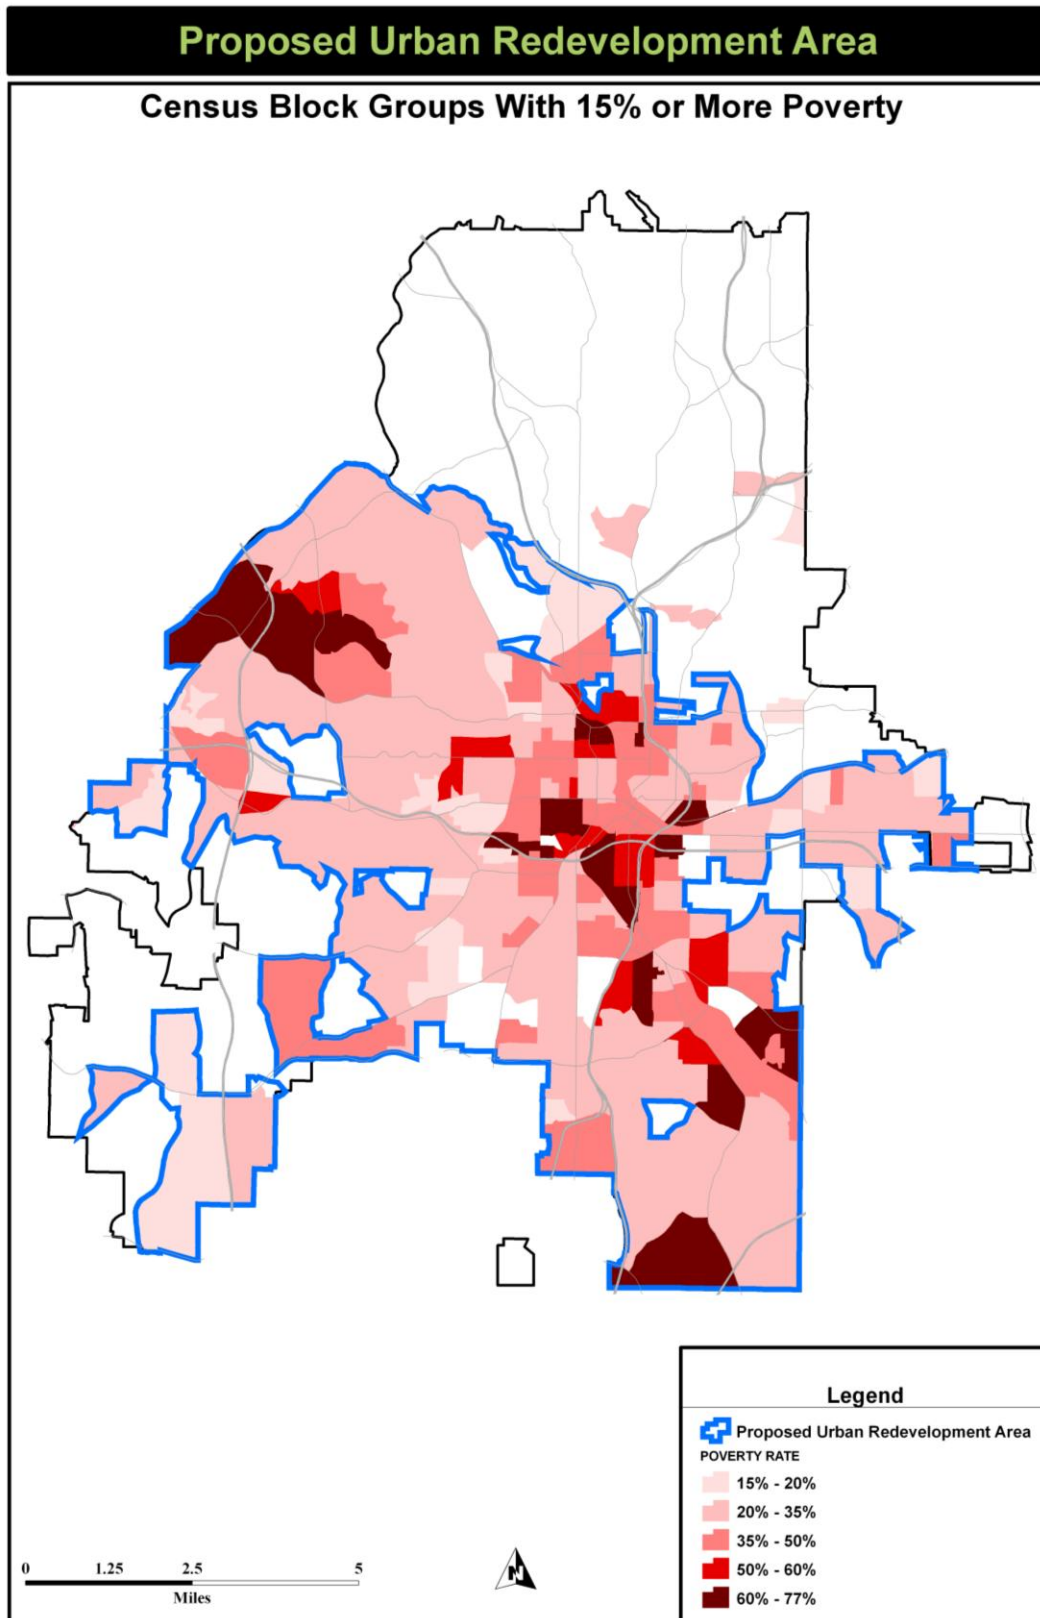 Proposed Urban Redevelopment Area
Census Block Groups With 15% or More Poverty
Legend
Proposed Urban Redevelopment Area
POVERTY RATE
15% - 20%
20% - 35%
35% - 50%
50% - 60%
60% - 77%
0 1.25 2.5 5
Miles
N